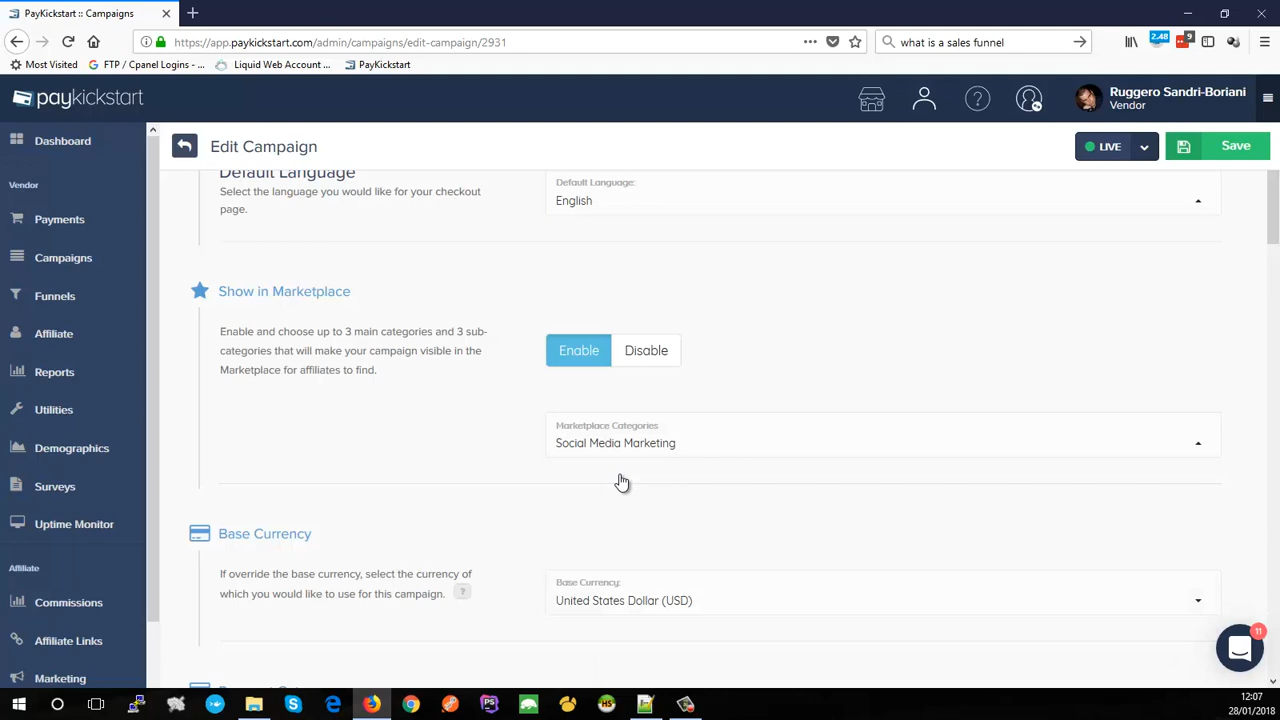 PayKickstart :: Campaigns
https://app.paykickstart.com/admin/campaigns/edit-campaign/2931
what is a sales funnel
2.48
9
Most Visited
FTP / Cpanel Logins - ...
Liquid Web Account ...
PayKickstart
paykickstart
Ruggero Sandri-Boriani
Vendor
Dashboard
Vendor
Payments
Campaigns
Funnels
Affiliate
Reports
Utilities
Demographics
Surveys
Uptime Monitor
Affiliate
Commissions
Affiliate Links
Marketing
Edit Campaign
LIVE
Save
Default Language
Select the language you would like for your checkout
page.
Default Language:
English
Show in Marketplace
Enable and choose up to 3 main categories and 3 sub-
categories that will make your campaign visible in the
Marketplace for affiliates to find.
Enable
Disable
Marketplace Categories
Social Media Marketing
Base Currency
If override the base currency, select the currency of
which you would like to use for this campaign. ?
Base Currency:
United States Dollar (USD)
11
12:07
28/01/2018